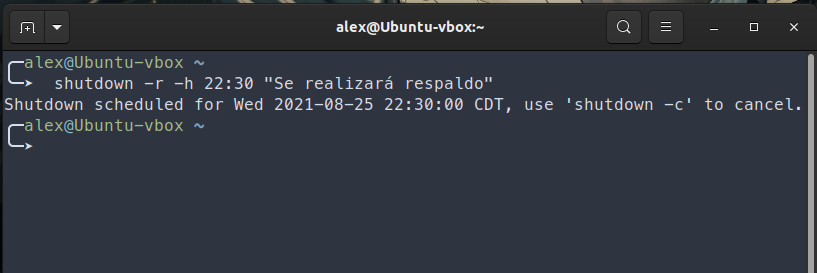 alex@Ubuntu-vbox:~
alex@Ubuntu-vbox ~
➤ shutdown -r -h 22:30 "Se realizará respaldo"
Shutdown scheduled for Wed 2021-08-25 22:30:00 CDT, use 'shutdown -c' to cancel.
alex@Ubuntu-vbox ~
➤